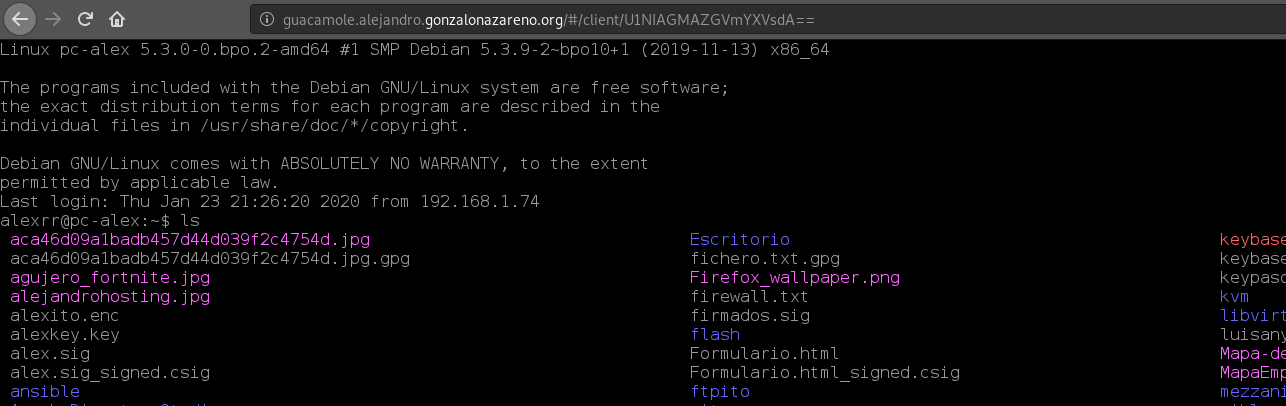 guacamole.alejandro.gonzalonazareno.org/#/client/U1NIAGMAZGVmYXVsdA==
Linux pc-alex 5.3.0-0.bpo.2-amd64 #1 SMP Debian 5.3.9-2~bpo10+1 (2019-11-13) x86_64
The programs included with the Debian GNU/Linux system are free software;
the exact distribution terms for each program are described in the
individual files in /usr/share/doc/*/copyright.
Debian GNU/Linux comes with ABSOLUTELY NO WARRANTY, to the extent
permitted by applicable law.
Last login: Thu Jan 23 21:26:20 2020 from 192.168.1.74
alexrr@pc-alex:~$ ls
aca46d09a1badb457d44d039f2c4754d.jpg Escritorio keybase
aca46d09a1badb457d44d039f2c4754d.jpg.gpg fichero.txt.gpg keybase
agujero_fortnite.jpg Firefox_wallpaper.png keypasc
alejandrohosting.jpg firewall.txt kvm
alexito.enc firmados.sig libvirt
alexkey.key flash luisany
alex.sig Formulario.html Mapa-de
alex.sig_signed.csig Formulario.html_signed.csig MapaEmp
ansible ftpito mezzani